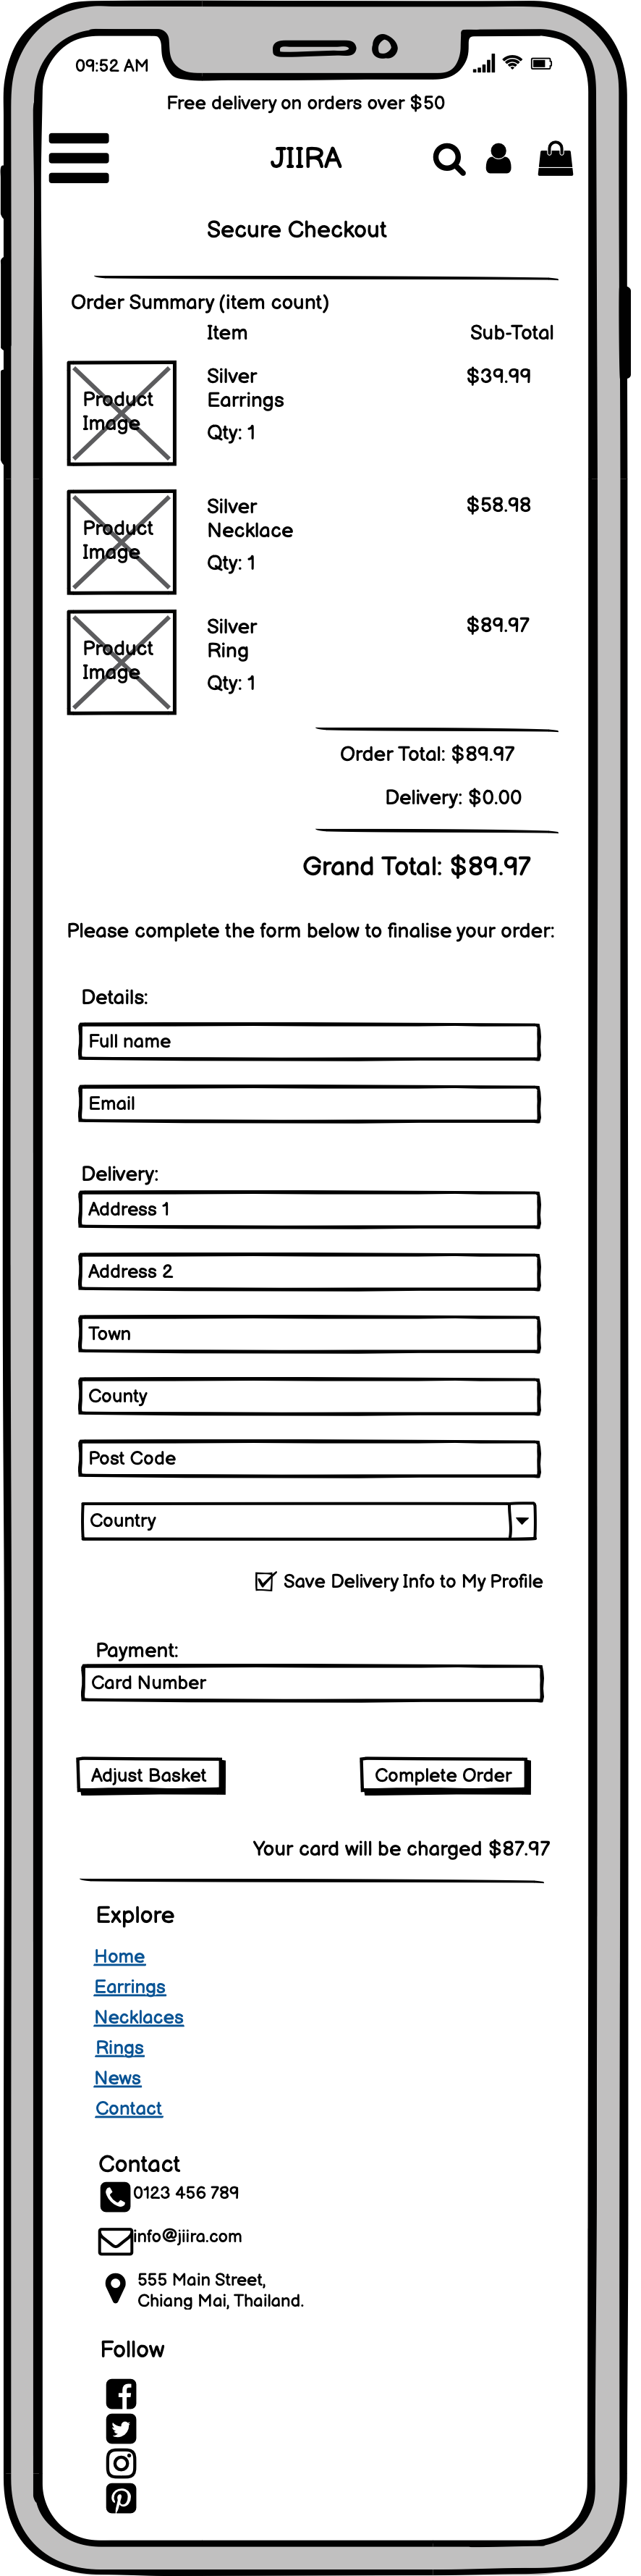 09:52 AM
Free delivery on orders over $50
JIIRA
Secure Checkout
Order Summary (item count)
Item Sub-Total
Product
Image
Silver
Earrings
Qty: 1
$39.99
Product
Image
Silver
Necklace
Qty: 1
$58.98
Product
Image
Silver
Ring
Qty: 1
$89.97
Order Total: $89.97
Delivery: $0.00
Grand Total: $89.97
Please complete the form below to finalise your order:
Details:
Full name
Email
Delivery:
Address 1
Address 2
Town
County
Post Code
Country
Save Delivery Info to My Profile
Payment:
Card Number
Adjust Basket Complete Order
Your card will be charged $87.97
Explore
Home
Earrings
Necklaces
Rings
News
Contact
Contact
0123 456 789
info@jiira.com
555 Main Street,
Chiang Mai, Thailand.
Follow